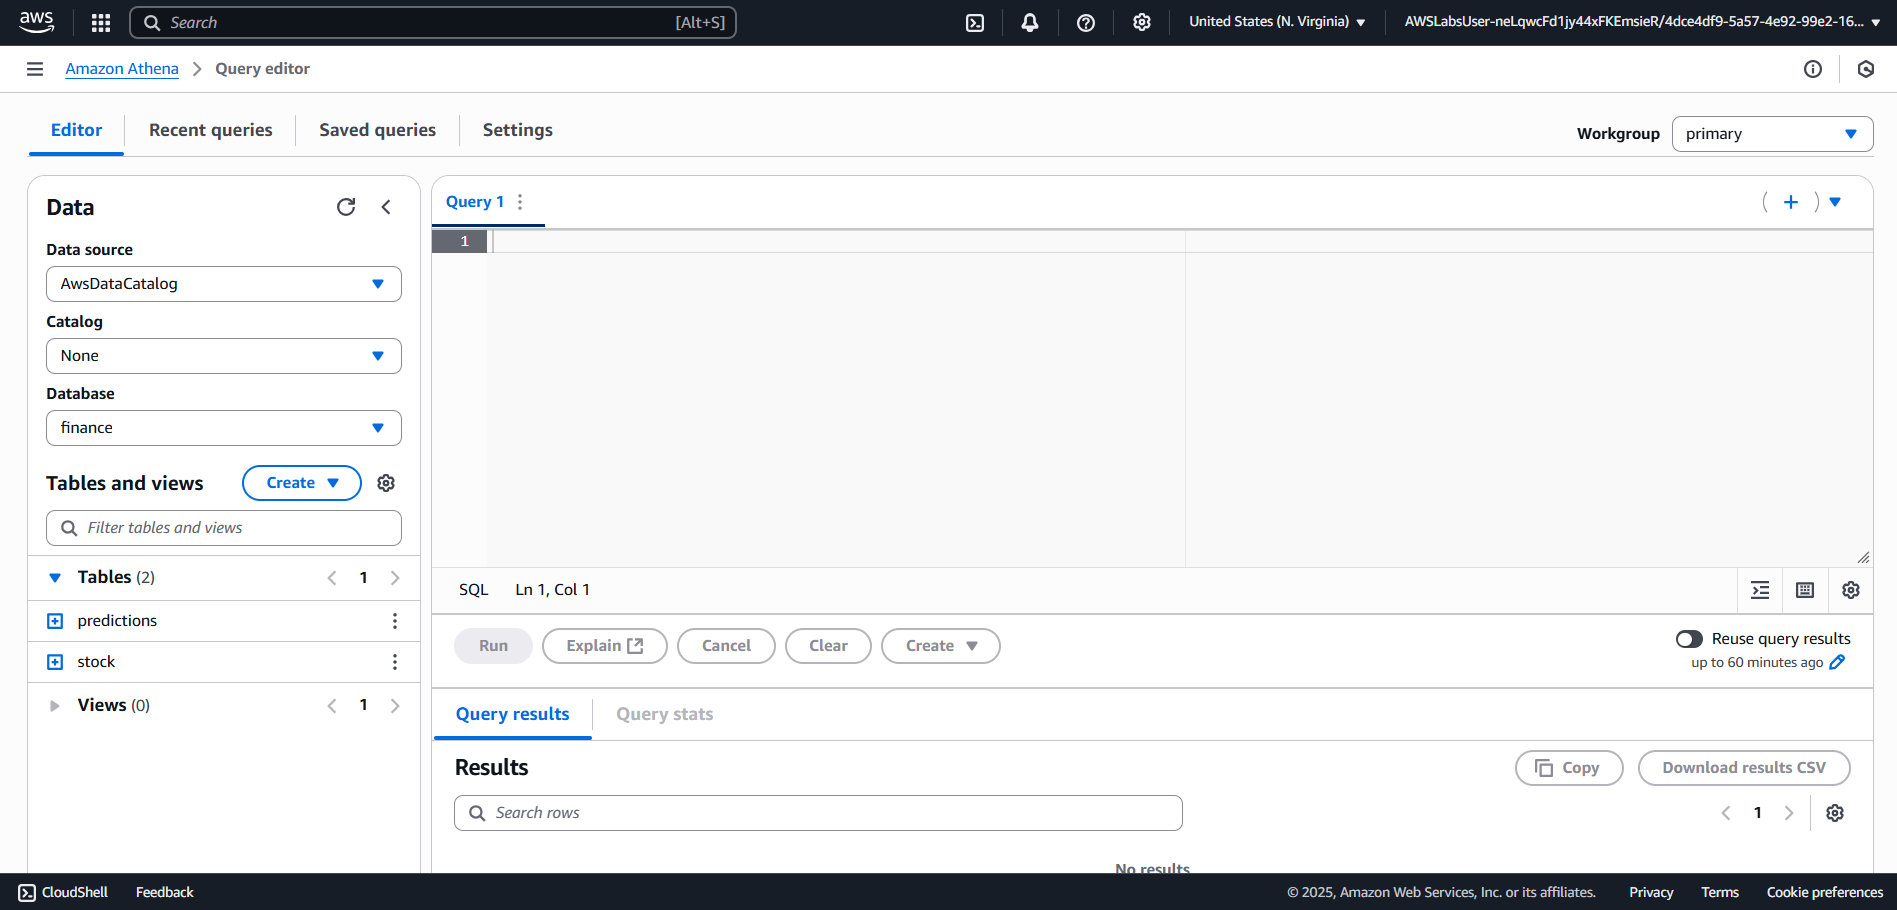 aws
Search [Alt+S]
United States (N. Virginia)
AWSLabsUser-neLqwcFd1jy44xFKEmsieR/4dce4df9-5a57-4e92-99e2-16...
Amazon Athena
Query editor
Editor
Recent queries
Saved queries
Settings
Workgroup
primary
Data
Data source
AwsDataCatalog
Catalog
None
Database
finance
Tables and views
Create
Filter tables and views
Tables (2)
1
predictions
stock
Views (0)
1
Query 1
1
SQL
Ln 1, Col 1
Run
Explain
Cancel
Clear
Create
Reuse query results
up to 60 minutes ago
Query results
Query stats
Results
Copy
Download results CSV
Search rows
1
No results
CloudShell
Feedback
© 2025, Amazon Web Services, Inc. or its affiliates.
Privacy
Terms
Cookie preferences